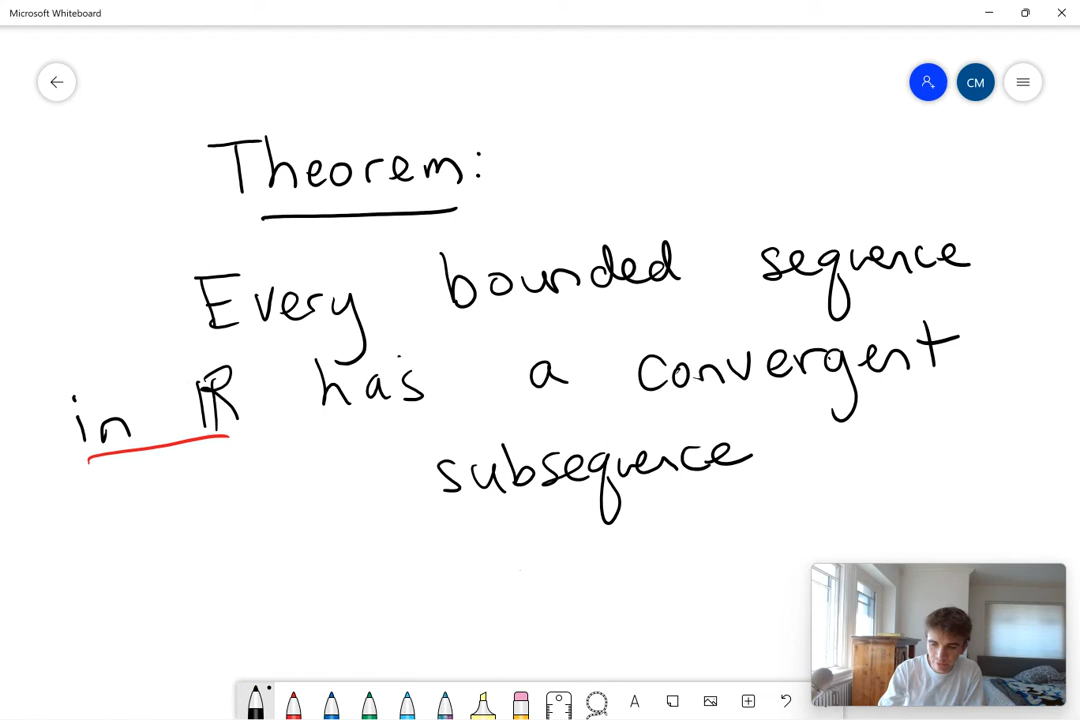 Microsoft Whiteboard
CM
Theorem:
Every bounded sequence
in ℝ has a convergent
subsequence
A